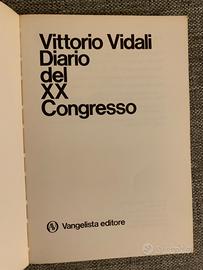 Vittorio Vidali
Diario
del
XX
Congresso
Vangelista editore